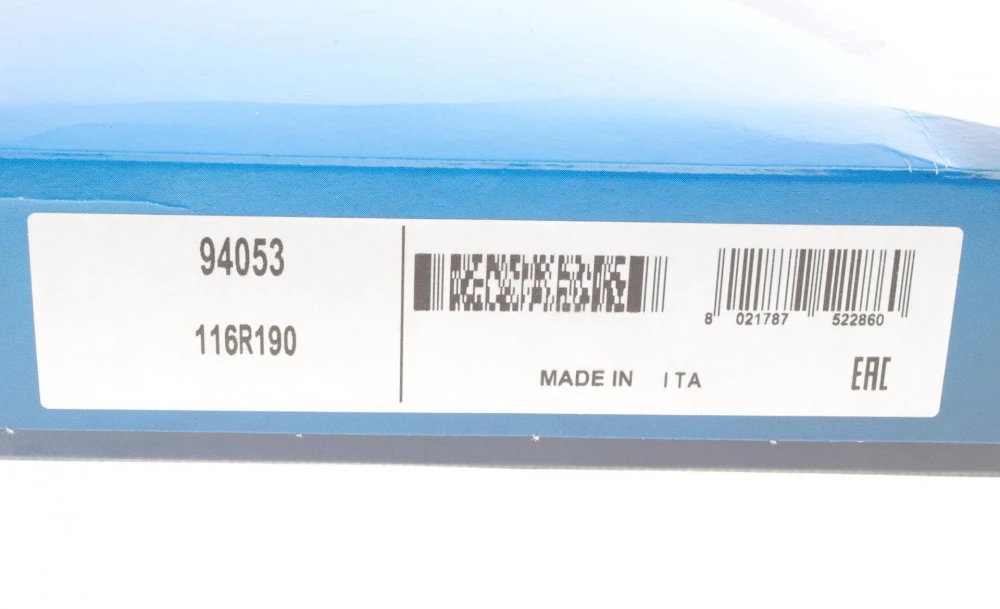 94053
116R190
8 021787 522860
MADE IN ITA
EAC